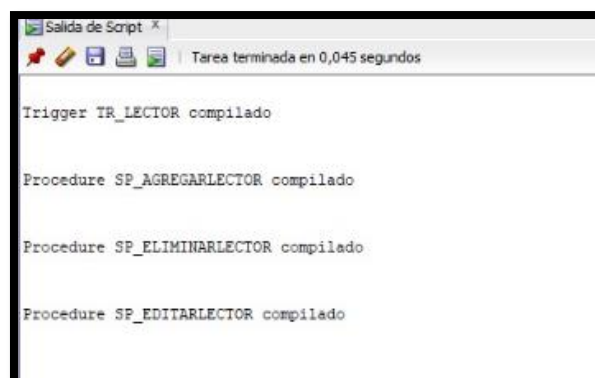 Salida de Script
Tarea terminada en 0,045 segundos
Trigger TR_LECTOR compilado
Procedure SP_AGREGARLECTOR compilado
Procedure SP_ELIMINARLECTOR compilado
Procedure SP_EDITARLECTOR compilado